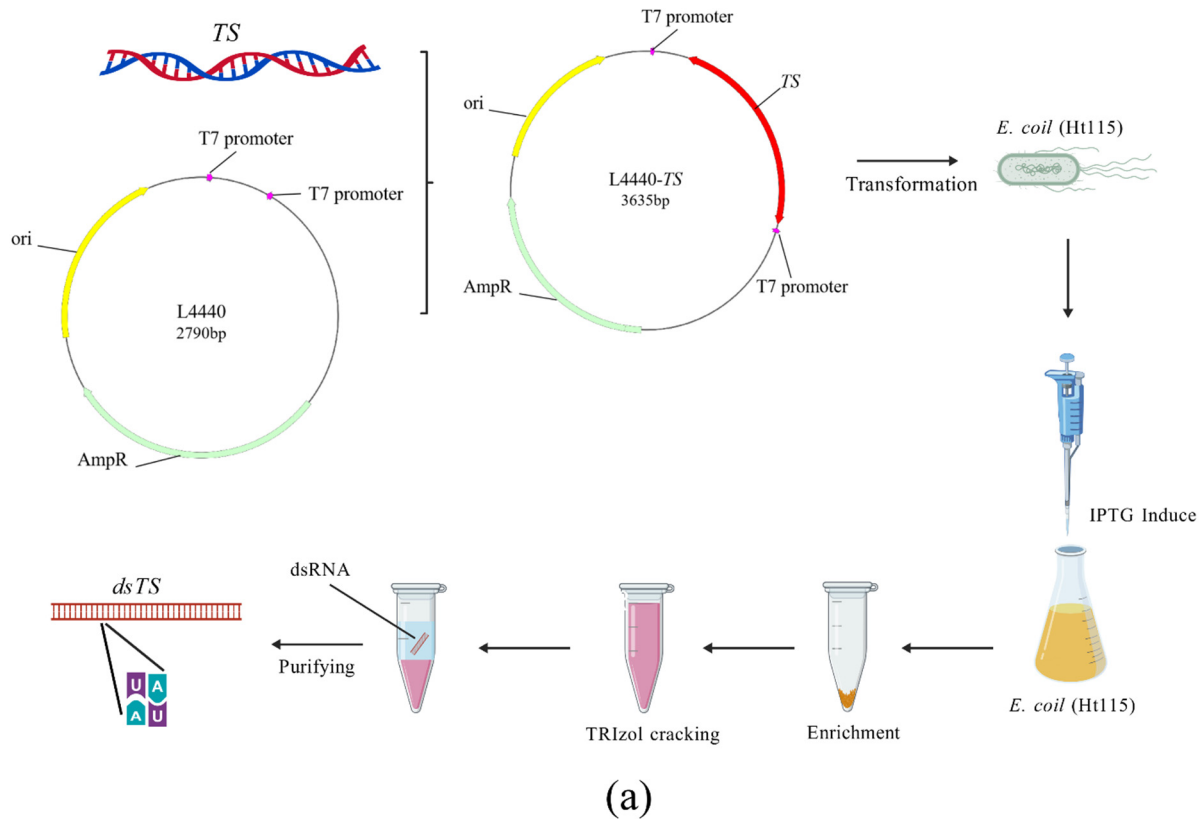 TS
T7 promoter
T7 promoter
ori
L4440
2790bp
AmpR
T7 promoter
TS
ori
L4440-TS
3635bp
AmpR
T7 promoter
Transformation
E. coil (Ht115)
IPTG Induce
E. coil (Ht115)
Enrichment
TRIzol cracking
dsRNA
Purifying
dsTS
U A
A U
(a)